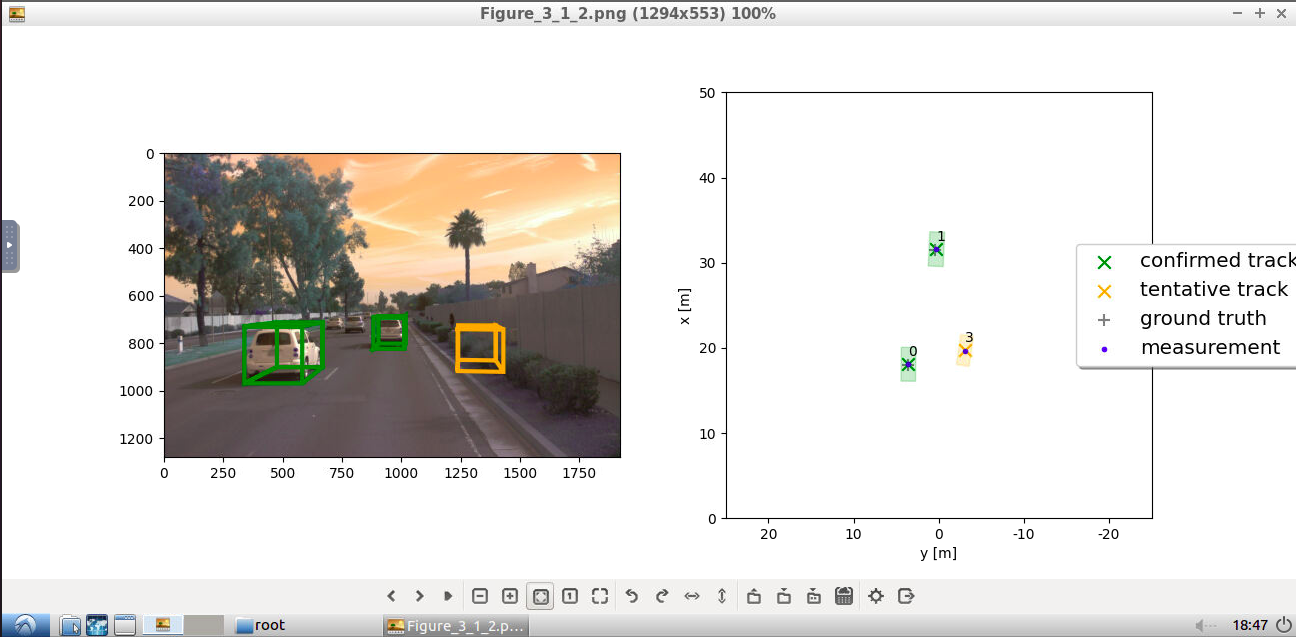 Figure_3_1_2.png (1294x553) 100%
0
200
400
600
800
1000
1200
0 250 500 750 1000 1250 1500 1750
50
40
30
20
10
0
x [m]
20 10 0 -10 -20
y [m]
1
3
0
confirmed track
tentative track
ground truth
measurement
1
root
Figure_3_1_2.p...
18:47